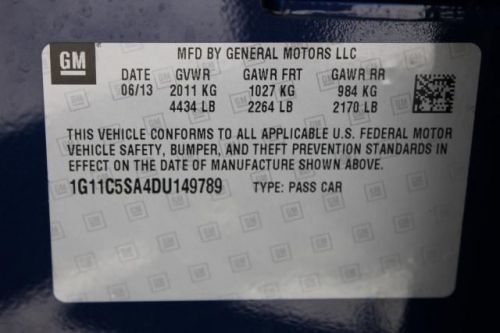 GM MFD BY GENERAL MOTORS LLC
DATE GVWR GAWR FRT GAWR RR
06/13 2011 KG 1027 KG 984 KG
4434 LB 2264 LB 2170 LB
THIS VEHICLE CONFORMS TO ALL APPLICABLE U.S. FEDERAL MOTOR
VEHICLE SAFETY, BUMPER, AND THEFT PREVENTION STANDARDS IN
EFFECT ON THE DATE OF MANUFACTURE SHOWN ABOVE.
1G11C5SA4DU149789 TYPE: PASS CAR